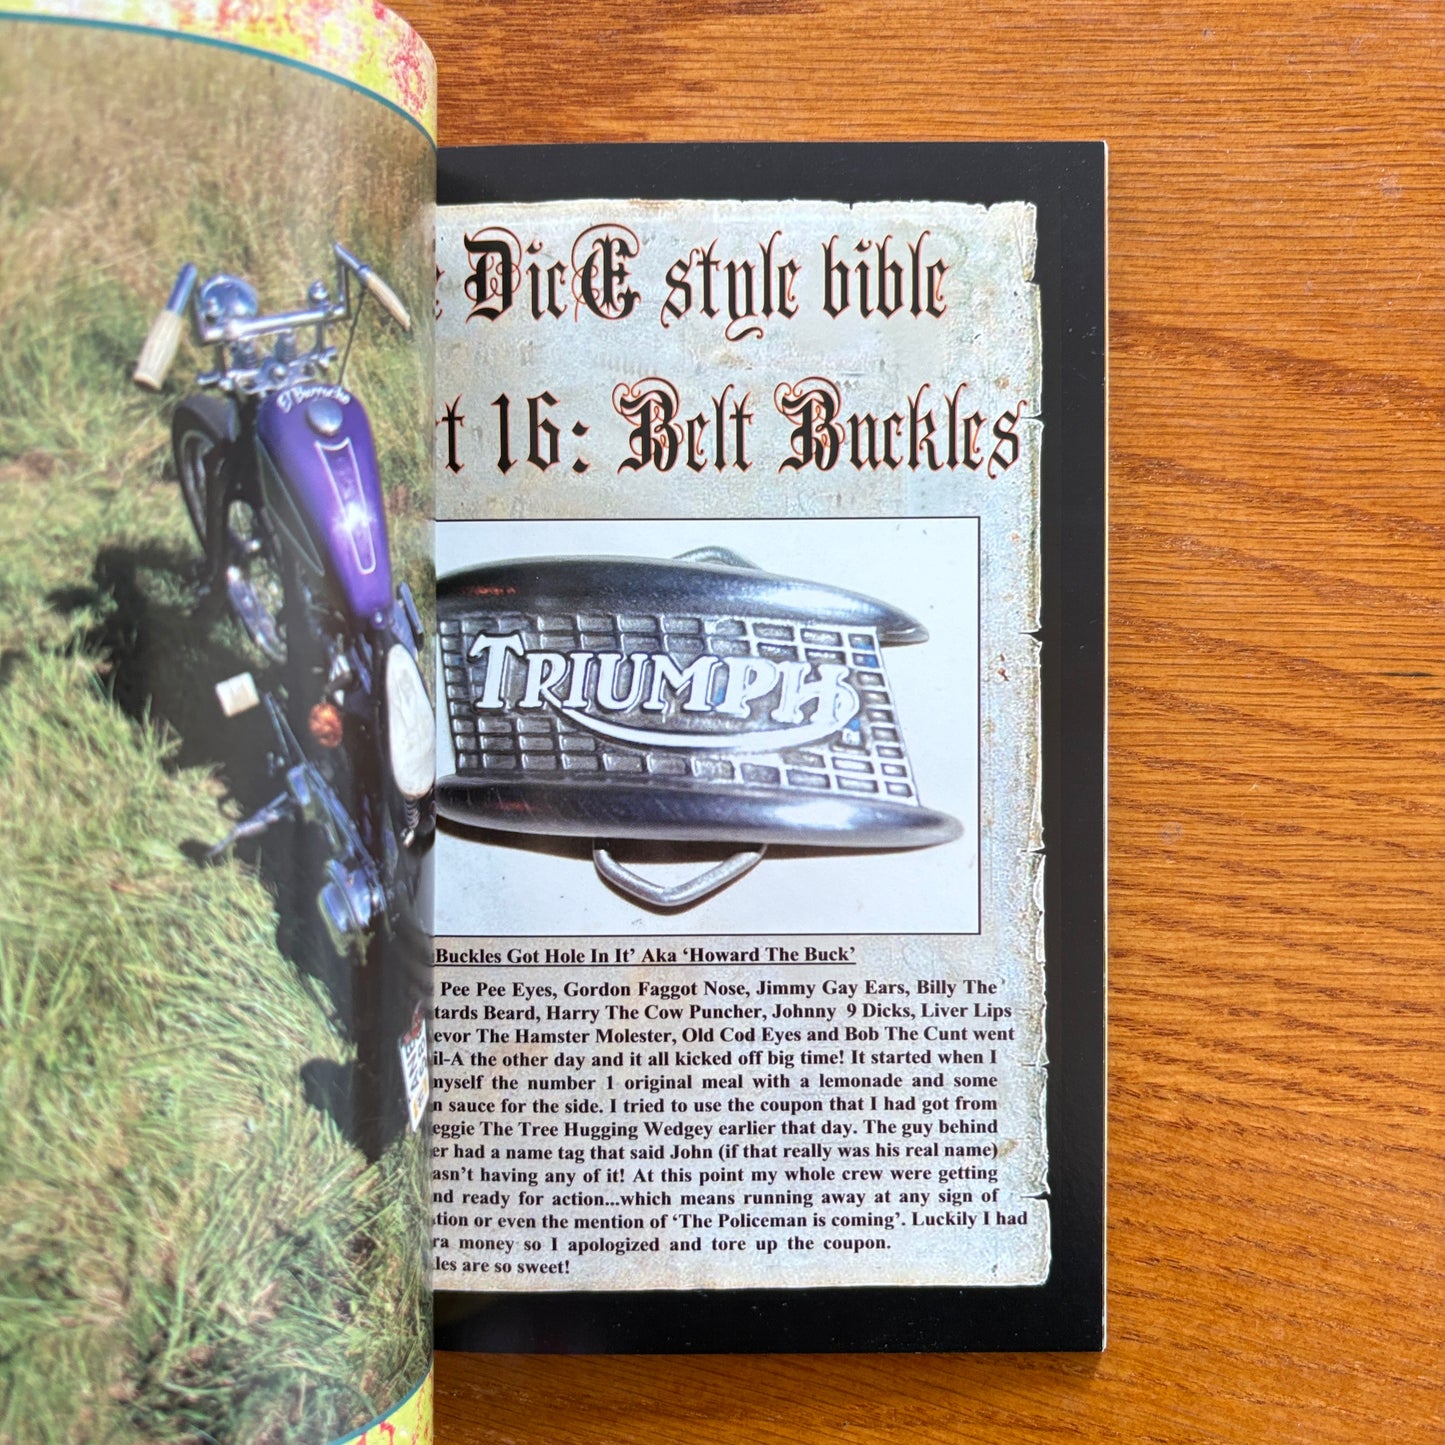 El Burracho
DicE style bible
t 16: Belt Buckles
TRIUMPH
Buckles Got Hole In It’ Aka ‘Howard The Buck’
Pee Pee Eyes, Gordon Faggot Nose, Jimmy Gay Ears, Billy The
tards Beard, Harry The Cow Puncher, Johnny 9 Dicks, Liver Lips
evor The Hamster Molester, Old Cod Eyes and Bob The Cunt went
il-A the other day and it all kicked off big time! It started when I
myself the number 1 original meal with a lemonade and some
n sauce for the side. I tried to use the coupon that I had got from
eggie The Tree Hugging Wedgey earlier that day. The guy behind
er had a name tag that said John (if that really was his real name)
asn’t having any of it! At this point my whole crew were getting
nd ready for action...which means running away at any sign of
tion or even the mention of ‘The Policeman is coming’. Luckily I had
ra money so I apologized and tore up the coupon.
les are so sweet!